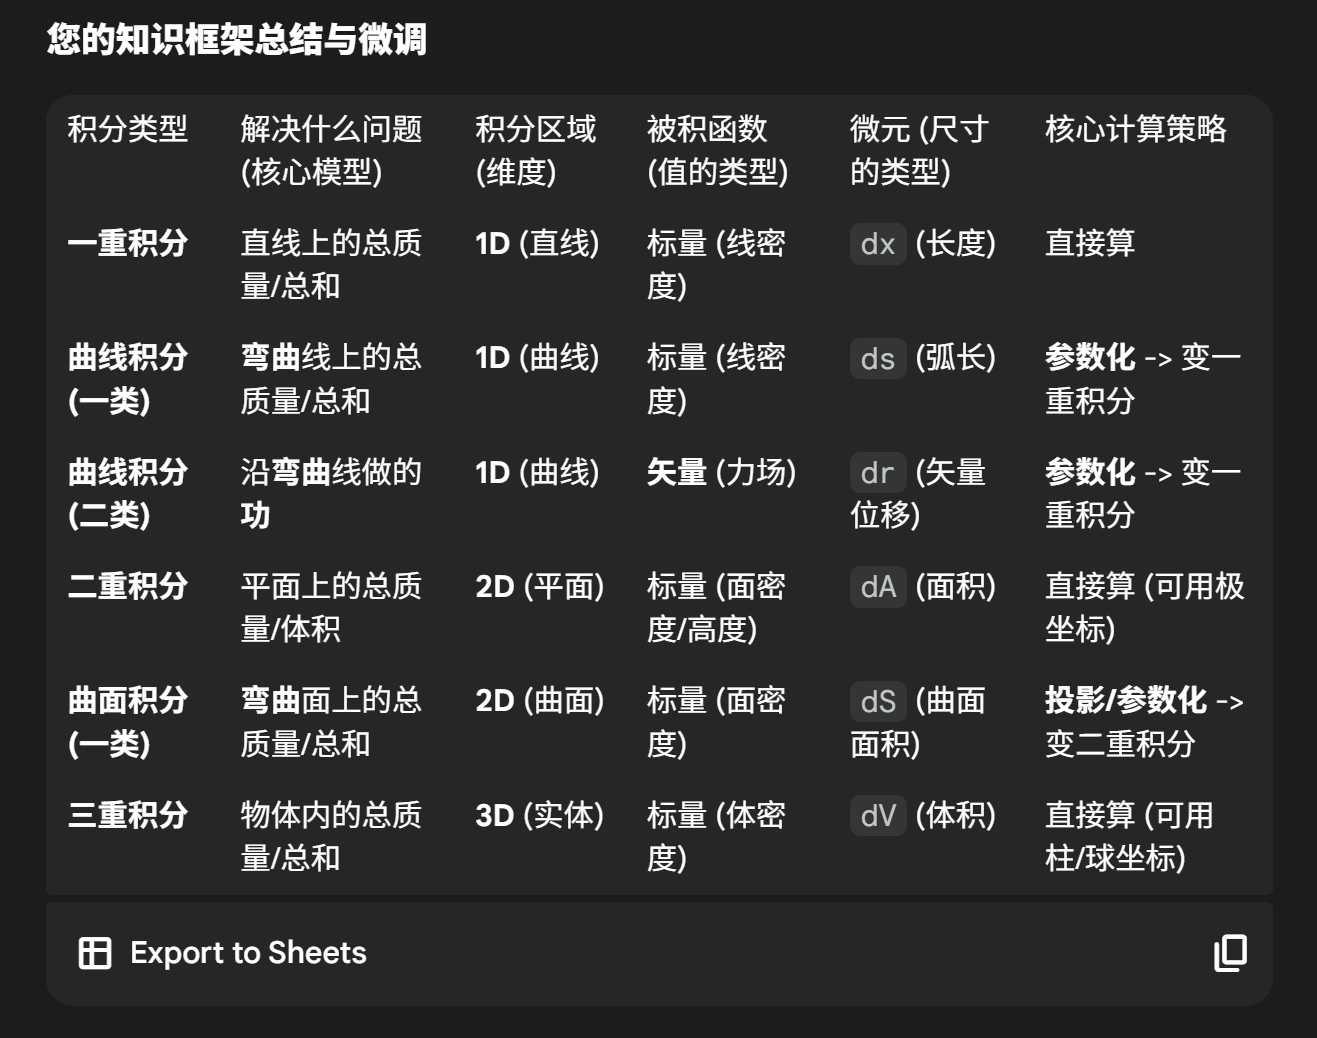 您的知识框架总结与微调
积分类型 解决什么问题 积分区域 被积函数 微元 (尺寸 核心计算策略
(核心模型) (维度) (值的类型) 的类型)
一重积分 直线上的总质 1D (直线) 标量 (线密 dx (长度) 直接算
量/总和 度)
曲线积分 弯曲线上的总 1D (曲线) 标量 (线密 ds (弧长) 参数化 -> 变一
(一类) 质量/总和 度) 重积分
曲线积分 沿弯曲线做的 1D (曲线) 矢量 (力场) dr (矢量 参数化 -> 变一
(二类) 功 位移) 重积分
二重积分 平面上的总质 2D (平面) 标量 (面密 dA (面积) 直接算 (可用极
量/体积 度/高度) 坐标)
曲面积分 弯曲面上的总 2D (曲面) 标量 (面密 dS (曲面 投影/参数化 ->
(一类) 质量/总和 度) 面积) 变二重积分
三重积分 物体内的总质 3D (实体) 标量 (体密 dV (体积) 直接算 (可用
量/总和 度) 柱/球坐标)
Export to Sheets